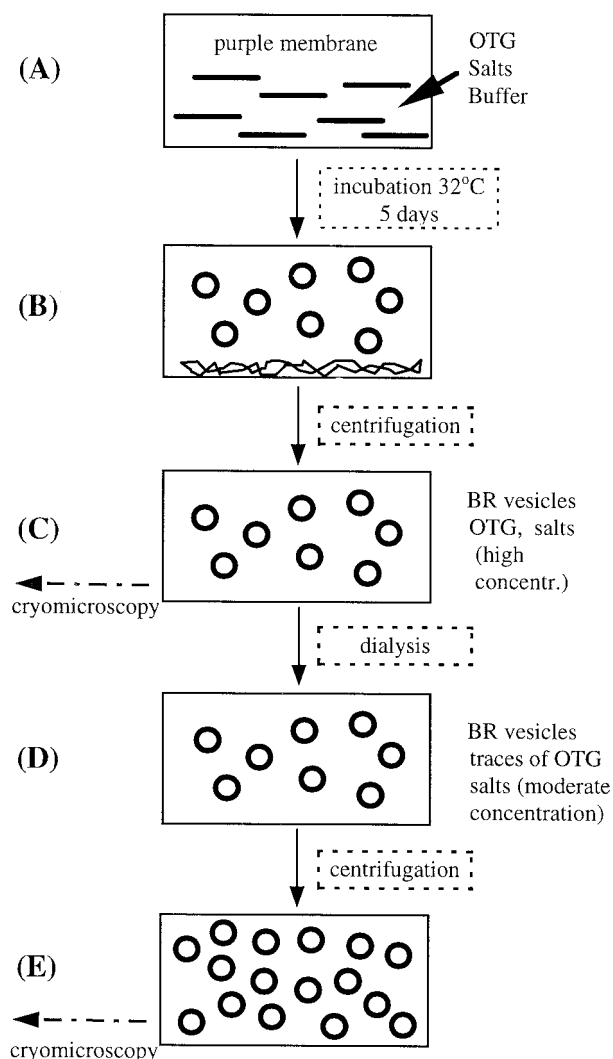 (A)
purple membrane
OTG
Salts
Buffer
incubation 32°C
5 days
(B)
centrifugation
(C)
BR vesicles
OTG, salts
(high
concentr.)
cryomicroscopy
dialysis
(D)
BR vesicles
traces of OTG
salts (moderate
concentration)
centrifugation
(E)
cryomicroscopy